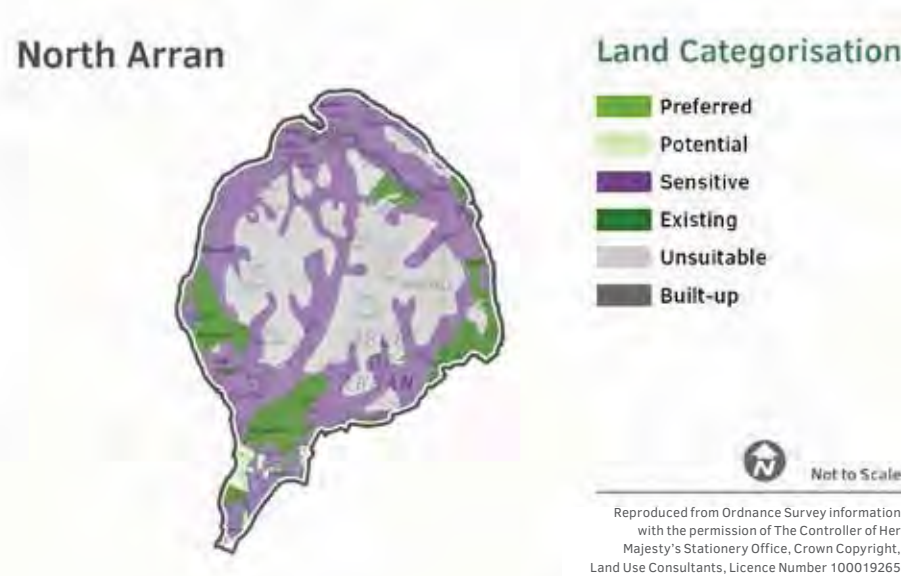 North Arran
Land Categorisation
Preferred
Potential
Sensitive
Existing
Unsuitable
Built-up
N
Not to Scale
Reproduced from Ordnance Survey information
with the permission of The Controller of Her
Majesty's Stationery Office, Crown Copyright,
Land Use Consultants, Licence Number 100019265